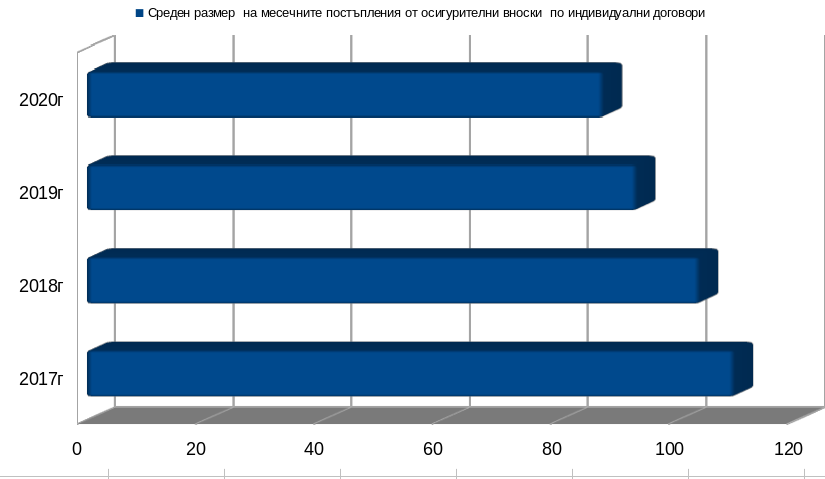 Среден размер  на месечните постъпления от осигурителни вноски  по индивидуални договори
2020г
2019г
2018г
2017г
0 20 40 60 80 100 120